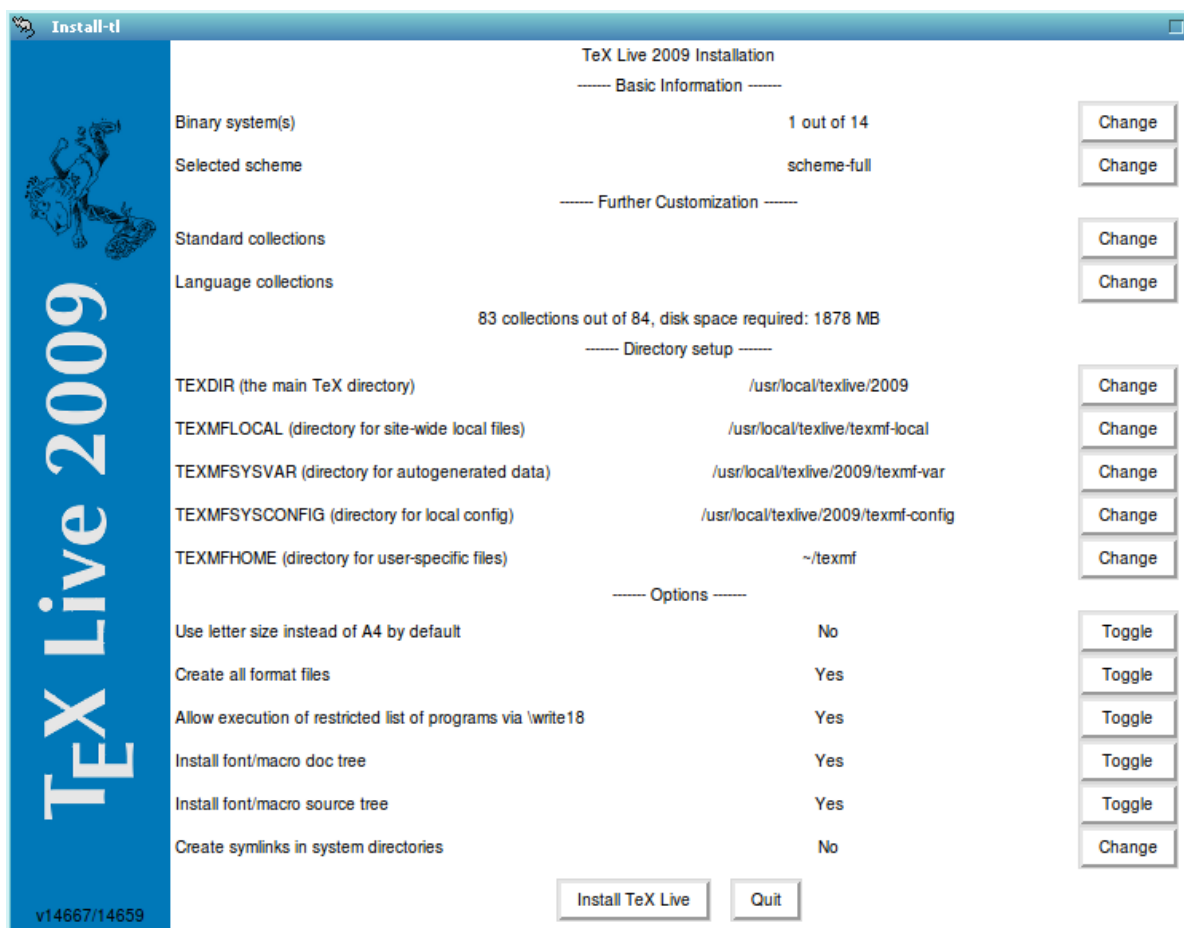 Install-tl
TeX Live 2009 Installation
------- Basic Information -------
Binary system(s) 1 out of 14 Change
Selected scheme scheme-full Change
------- Further Customization -------
Standard collections Change
Language collections Change
83 collections out of 84, disk space required: 1878 MB
------- Directory setup -------
TEXDIR (the main TeX directory) /usr/local/texlive/2009 Change
TEXMFLOCAL (directory for site-wide local files) /usr/local/texlive/texmf-local Change
TEXMFSYSVAR (directory for autogenerated data) /usr/local/texlive/2009/texmf-var Change
TEXMFSYSCONFIG (directory for local config) /usr/local/texlive/2009/texmf-config Change
TEXMFHOME (directory for user-specific files) ~/texmf Change
------- Options -------
Use letter size instead of A4 by default No Toggle
Create all format files Yes Toggle
Allow execution of restricted list of programs via \write18 Yes Toggle
Install font/macro doc tree Yes Toggle
Install font/macro source tree Yes Toggle
Create symlinks in system directories No Change
Install TeX Live Quit
TEX Live 2009
v14667/14659